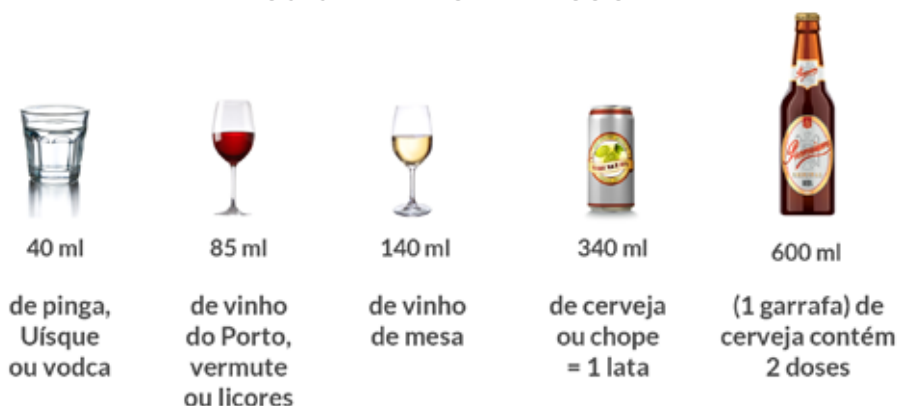 40 ml
de pinga,
Uísque
ou vodca
85 ml
de vinho
do Porto,
vermute
ou licores
140 ml
de vinho
de mesa
340 ml
de cerveja
ou chope
= 1 lata
600 ml
(1 garrafa) de
cerveja contém
2 doses